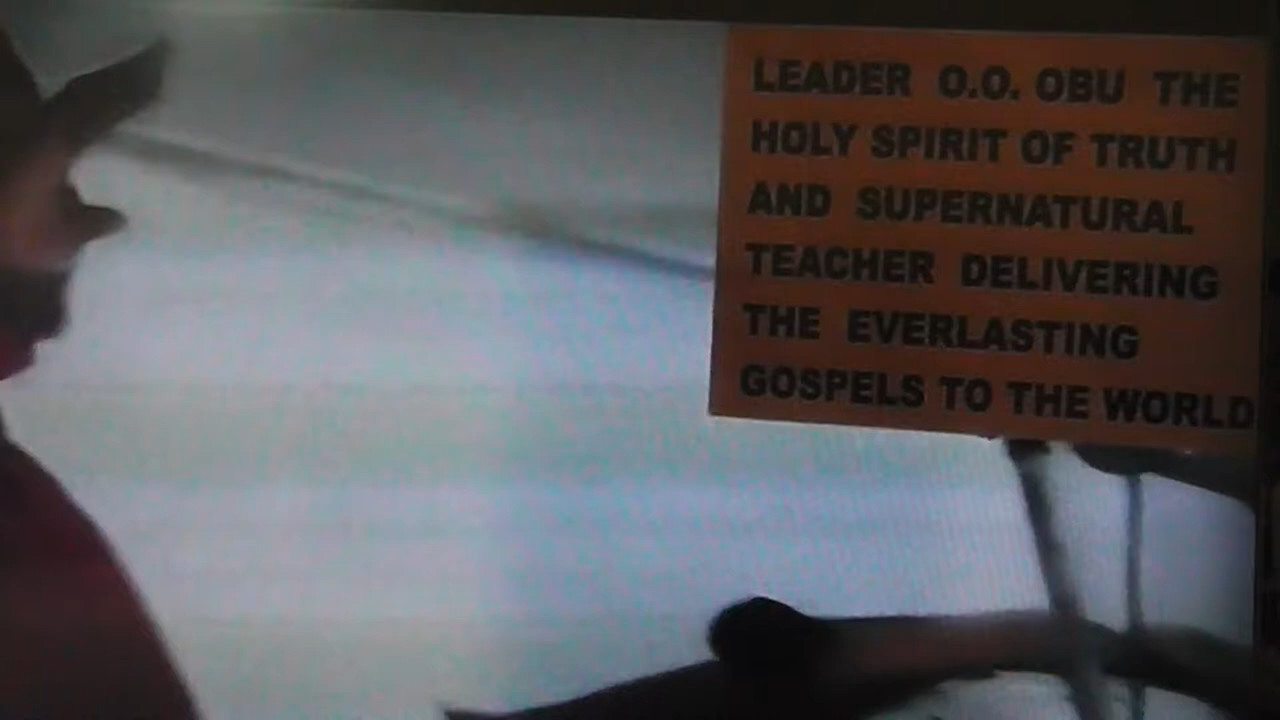 LEADER O.O. OBU THE
HOLY SPIRIT OF TRUTH
AND SUPERNATURAL
TEACHER DELIVERING
THE EVERLASTING
GOSPELS TO THE WORLD